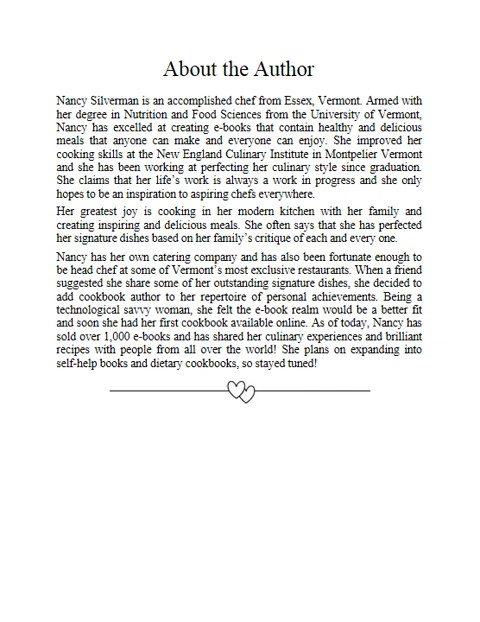 About the Author
Nancy Silverman is an accomplished chef from Essex, Vermont. Armed with
her degree in Nutrition and Food Sciences from the University of Vermont,
Nancy has excelled at creating e-books that contain healthy and delicious
meals that anyone can make and everyone can enjoy. She improved her
cooking skills at the New England Culinary Institute in Montpelier Vermont
and she has been working at perfecting her culinary style since graduation.
She claims that her life’s work is always a work in progress and she only
hopes to be an inspiration to aspiring chefs everywhere.
Her greatest joy is cooking in her modern kitchen with her family and
creating inspiring and delicious meals. She often says that she has perfected
her signature dishes based on her family’s critique of each and every one.
Nancy has her own catering company and has also been fortunate enough to
be head chef at some of Vermont’s most exclusive restaurants. When a friend
suggested she share some of her outstanding signature dishes, she decided to
add cookbook author to her repertoire of personal achievements. Being a
technological savvy woman, she felt the e-book realm would be a better fit
and soon she had her first cookbook available online. As of today, Nancy has
sold over 1,000 e-books and has shared her culinary experiences and brilliant
recipes with people from all over the world! She plans on expanding into
self-help books and dietary cookbooks, so stayed tuned!